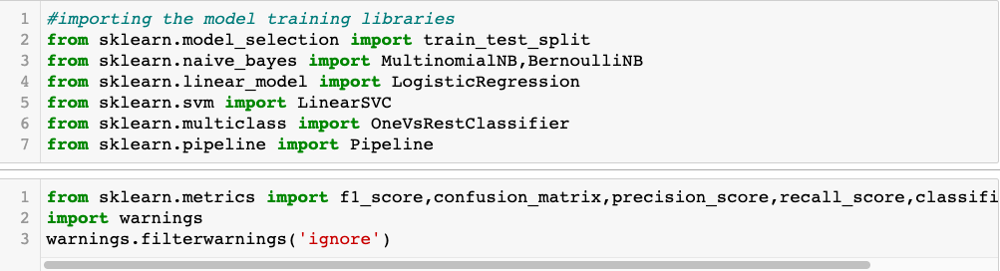 1 #importing the model training libraries
2 from sklearn.model_selection import train_test_split
3 from sklearn.naive_bayes import MultinomialNB,BernoulliNB
4 from sklearn.linear_model import LogisticRegression
5 from sklearn.svm import LinearSVC
6 from sklearn.multiclass import OneVsRestClassifier
7 from sklearn.pipeline import Pipeline
1 from sklearn.metrics import f1_score,confusion_matrix,precision_score,recall_score,classifi
2 import warnings
3 warnings.filterwarnings('ignore')